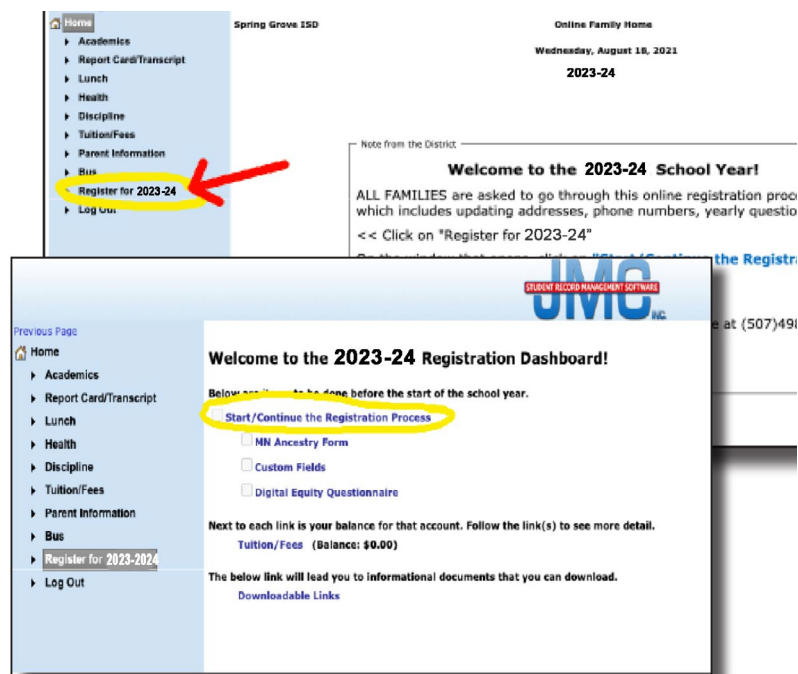 Home
Academics
Report Card/Transcript
Lunch
Health
Discipline
Tuition/Fees
Parent Information
Bus
Register for 2023-24
Log Out
Spring Grove ISD
Online Family Home
Wednesday, August 18, 2021
2023-24
Note from the District
Welcome to the 2023-24 School Year!
ALL FAMILIES are asked to go through this online registration proc
which includes updating addresses, phone numbers, yearly questio
<< Click on "Register for 2023-24"
the Registr
e at (507)498
STUDENT RECORD MANAGEMENT SOFTWARE
JMC
INC.
Previous Page
Home
Academics
Report Card/Transcript
Lunch
Health
Discipline
Tuition/Fees
Parent Information
Bus
Register for 2023-2024
Log Out
Welcome to the 2023-24 Registration Dashboard!
Below are items to be done before the start of the school year.
Start/Continue the Registration Process
MN Ancestry Form
Custom Fields
Digital Equity Questionnaire
Next to each link is your balance for that account. Follow the link(s) to see more detail.
Tuition/Fees (Balance: $0.00)
The below link will lead you to informational documents that you can download.
Downloadable Links